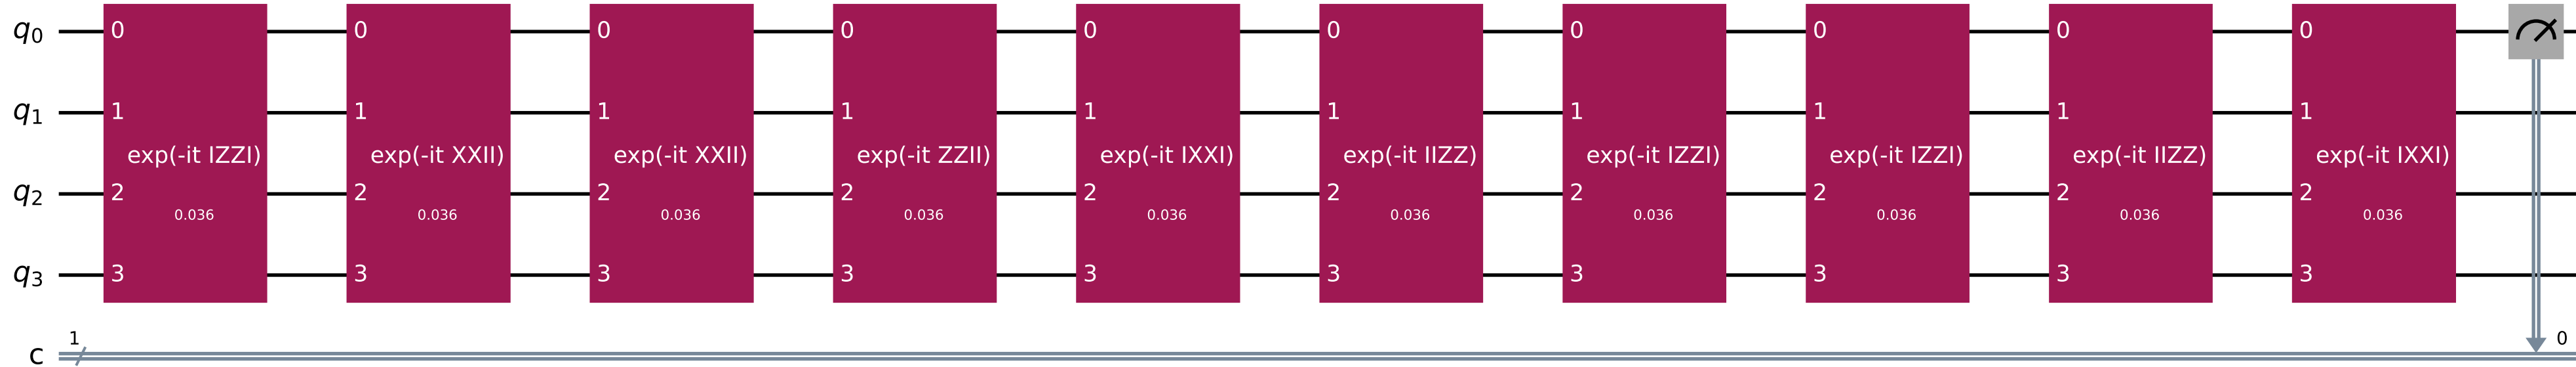 q0 0 0 0 0 0 0 0 0 0 0
q1 1 1 1 1 1 1 1 1 1 1
exp(-it IZZI) exp(-it XXII) exp(-it XXII) exp(-it ZZII) exp(-it IXXI) exp(-it IIZZ) exp(-it IZZI) exp(-it IZZI) exp(-it IIZZ) exp(-it IXXI)
q2 2 2 2 2 2 2 2 2 2 2
0.036 0.036 0.036 0.036 0.036 0.036 0.036 0.036 0.036 0.036
q3 3 3 3 3 3 3 3 3 3 3
1 0
c